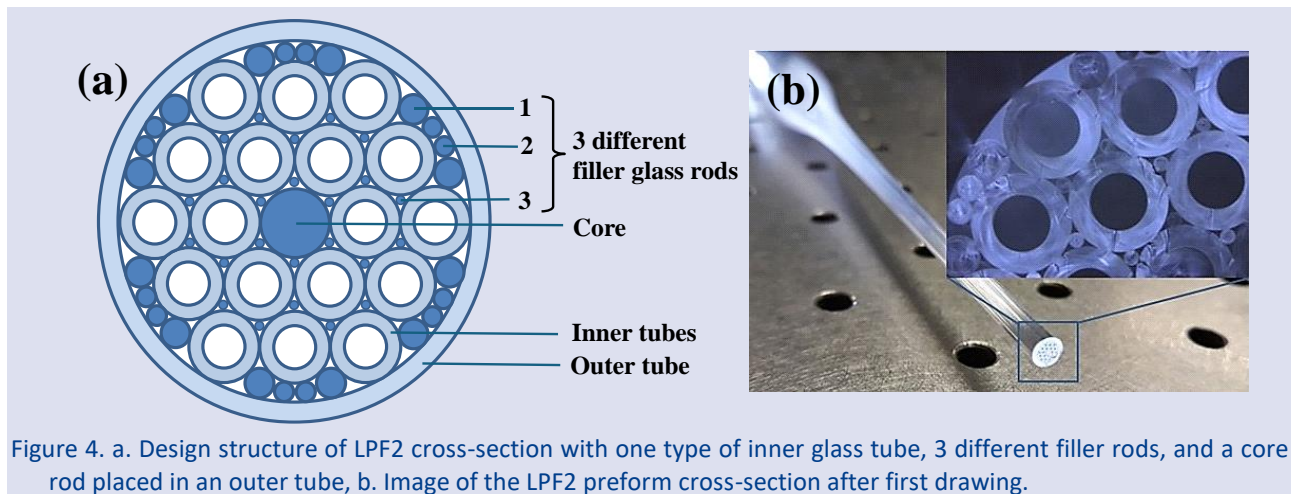 (a)
1
2
3
3 different
filler glass rods
Core
Inner tubes
Outer tube
(b)
Figure 4. a. Design structure of LPF2 cross-section with one type of inner glass tube, 3 different filler rods, and a core
rod placed in an outer tube, b. Image of the LPF2 preform cross-section after first drawing.